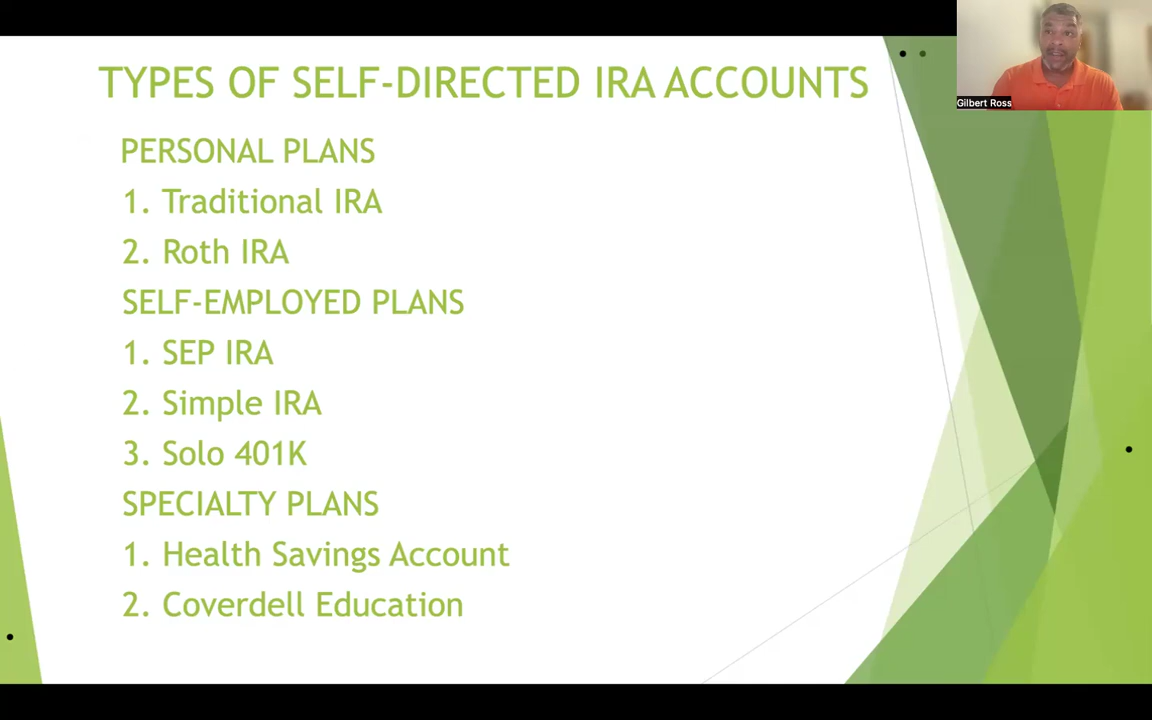 TYPES OF SELF-DIRECTED IRA ACCOUNTS
Gilbert Ross
PERSONAL PLANS
1. Traditional IRA
2. Roth IRA
SELF-EMPLOYED PLANS
1. SEP IRA
2. Simple IRA
3. Solo 401K
SPECIALTY PLANS
1. Health Savings Account
2. Coverdell Education